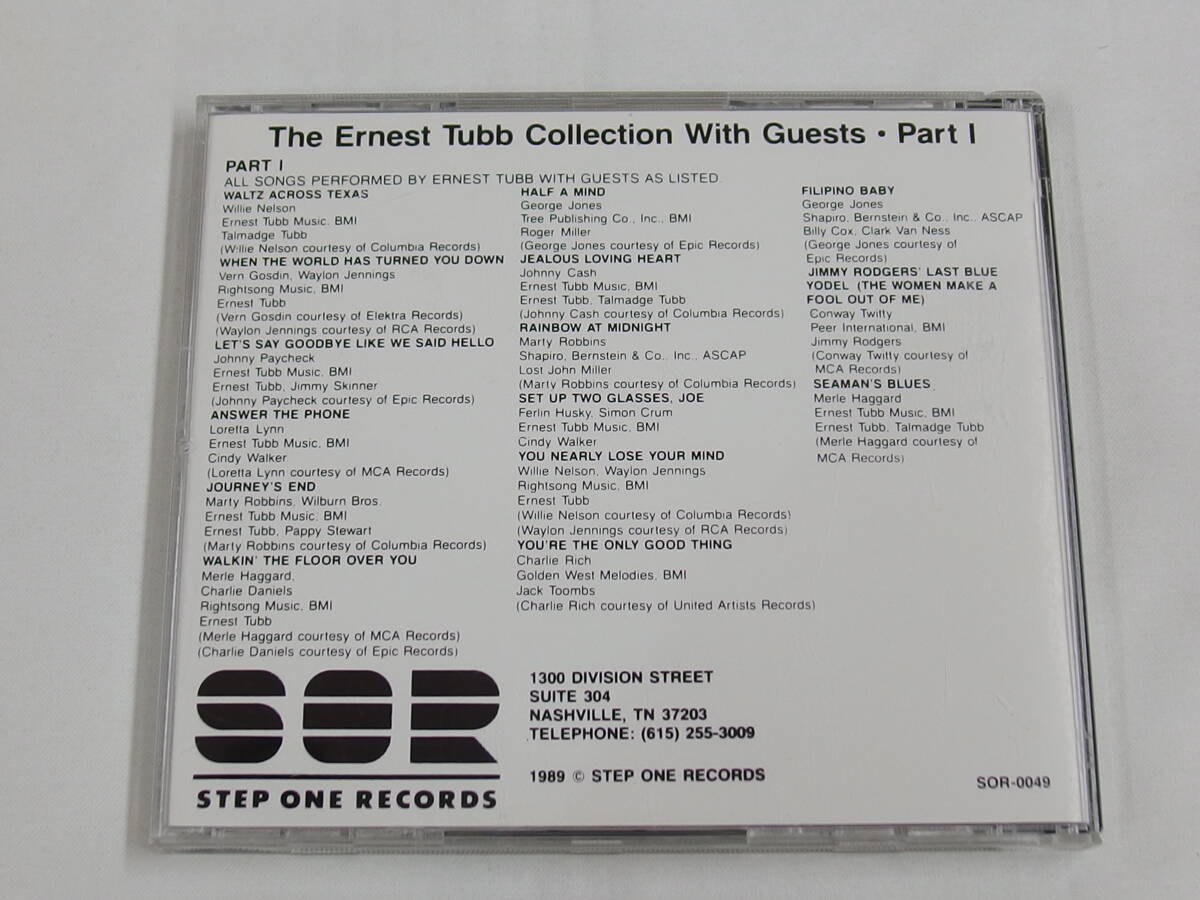 The Ernest Tubb Collection With Guests • Part I
PART I
ALL SONGS PERFORMED BY ERNEST TUBB WITH GUESTS AS LISTED.
WALTZ ACROSS TEXAS
Willie Nelson
Ernest Tubb Music, BMI
Talmadge Tubb
(Willie Nelson courtesy of Columbia Records)
WHEN THE WORLD HAS TURNED YOU DOWN
Vern Gosdin, Waylon Jennings
Rightsong Music, BMI
Ernest Tubb
(Vern Gosdin courtesy of Elektra Records)
(Waylon Jennings courtesy of RCA Records)
LET'S SAY GOODBYE LIKE WE SAID HELLO
Johnny Paycheck
Ernest Tubb Music, BMI
Ernest Tubb, Jimmy Skinner
(Johnny Paycheck courtesy of Epic Records)
ANSWER THE PHONE
Loretta Lynn
Ernest Tubb Music, BMI
Cindy Walker
(Loretta Lynn courtesy of MCA Records)
JOURNEY'S END
Marty Robbins, Wilburn Bros.
Ernest Tubb Music, BMI
Ernest Tubb, Pappy Stewart
(Marty Robbins courtesy of Columbia Records)
WALKIN' THE FLOOR OVER YOU
Merle Haggard,
Charlie Daniels
Rightsong Music, BMI
Ernest Tubb
(Merle Haggard courtesy of MCA Records)
(Charlie Daniels courtesy of Epic Records)
HALF A MIND
George Jones
Tree Publishing Co., Inc., BMI
Roger Miller
(George Jones courtesy of Epic Records)
JEALOUS LOVING HEART
Johnny Cash
Ernest Tubb Music, BMI
Ernest Tubb, Talmadge Tubb
(Johnny Cash courtesy of Columbia Records)
RAINBOW AT MIDNIGHT
Marty Robbins
Shapiro, Bernstein & Co., Inc., ASCAP
Lost John Miller
(Marty Robbins courtesy of Columbia Records)
SET UP TWO GLASSES, JOE
Ferlin Husky, Simon Crum
Ernest Tubb Music, BMI
Cindy Walker
YOU NEARLY LOSE YOUR MIND
Willie Nelson, Waylon Jennings
Rightsong Music, BMI
Ernest Tubb
(Willie Nelson courtesy of Columbia Records)
(Waylon Jennings courtesy of RCA Records)
YOU'RE THE ONLY GOOD THING
Charlie Rich
Golden West Melodies, BMI
Jack Toombs
(Charlie Rich courtesy of United Artists Records)
FILIPINO BABY
George Jones
Shapiro, Bernstein & Co., Inc., ASCAP
Billy Cox, Clark Van Ness
(George Jones courtesy of
Epic Records)
JIMMY RODGERS' LAST BLUE
YODEL (THE WOMEN MAKE A
FOOL OUT OF ME)
Conway Twitty
Peer International, BMI
Jimmy Rodgers
(Conway Twitty courtesy of
MCA Records)
SEAMAN'S BLUES
Merle Haggard
Ernest Tubb Music, BMI
Ernest Tubb, Talmadge Tubb
(Merle Haggard courtesy of
MCA Records)
SOR
STEP ONE RECORDS
1300 DIVISION STREET
SUITE 304
NASHVILLE, TN 37203
TELEPHONE: (615) 255-3009
1989 © STEP ONE RECORDS
SOR-0049